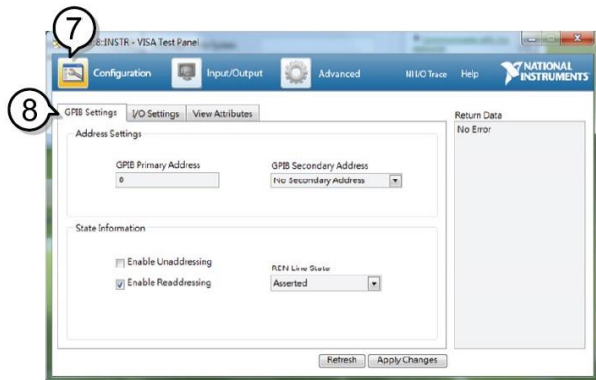 7
8::INSTR - VISA Test Panel
Configuration Input/Output Advanced NI I/O Trace Help NATIONAL INSTRUMENTS
8
GPIB Settings I/O Settings View Attributes
Return Data
Address Settings
No Error
GPIB Primary Address GPIB Secondary Address
0 No Secondary Address
State Information
Enable Unaddressing
REN Line State
Enable Readdressing
Asserted
Refresh Apply Changes